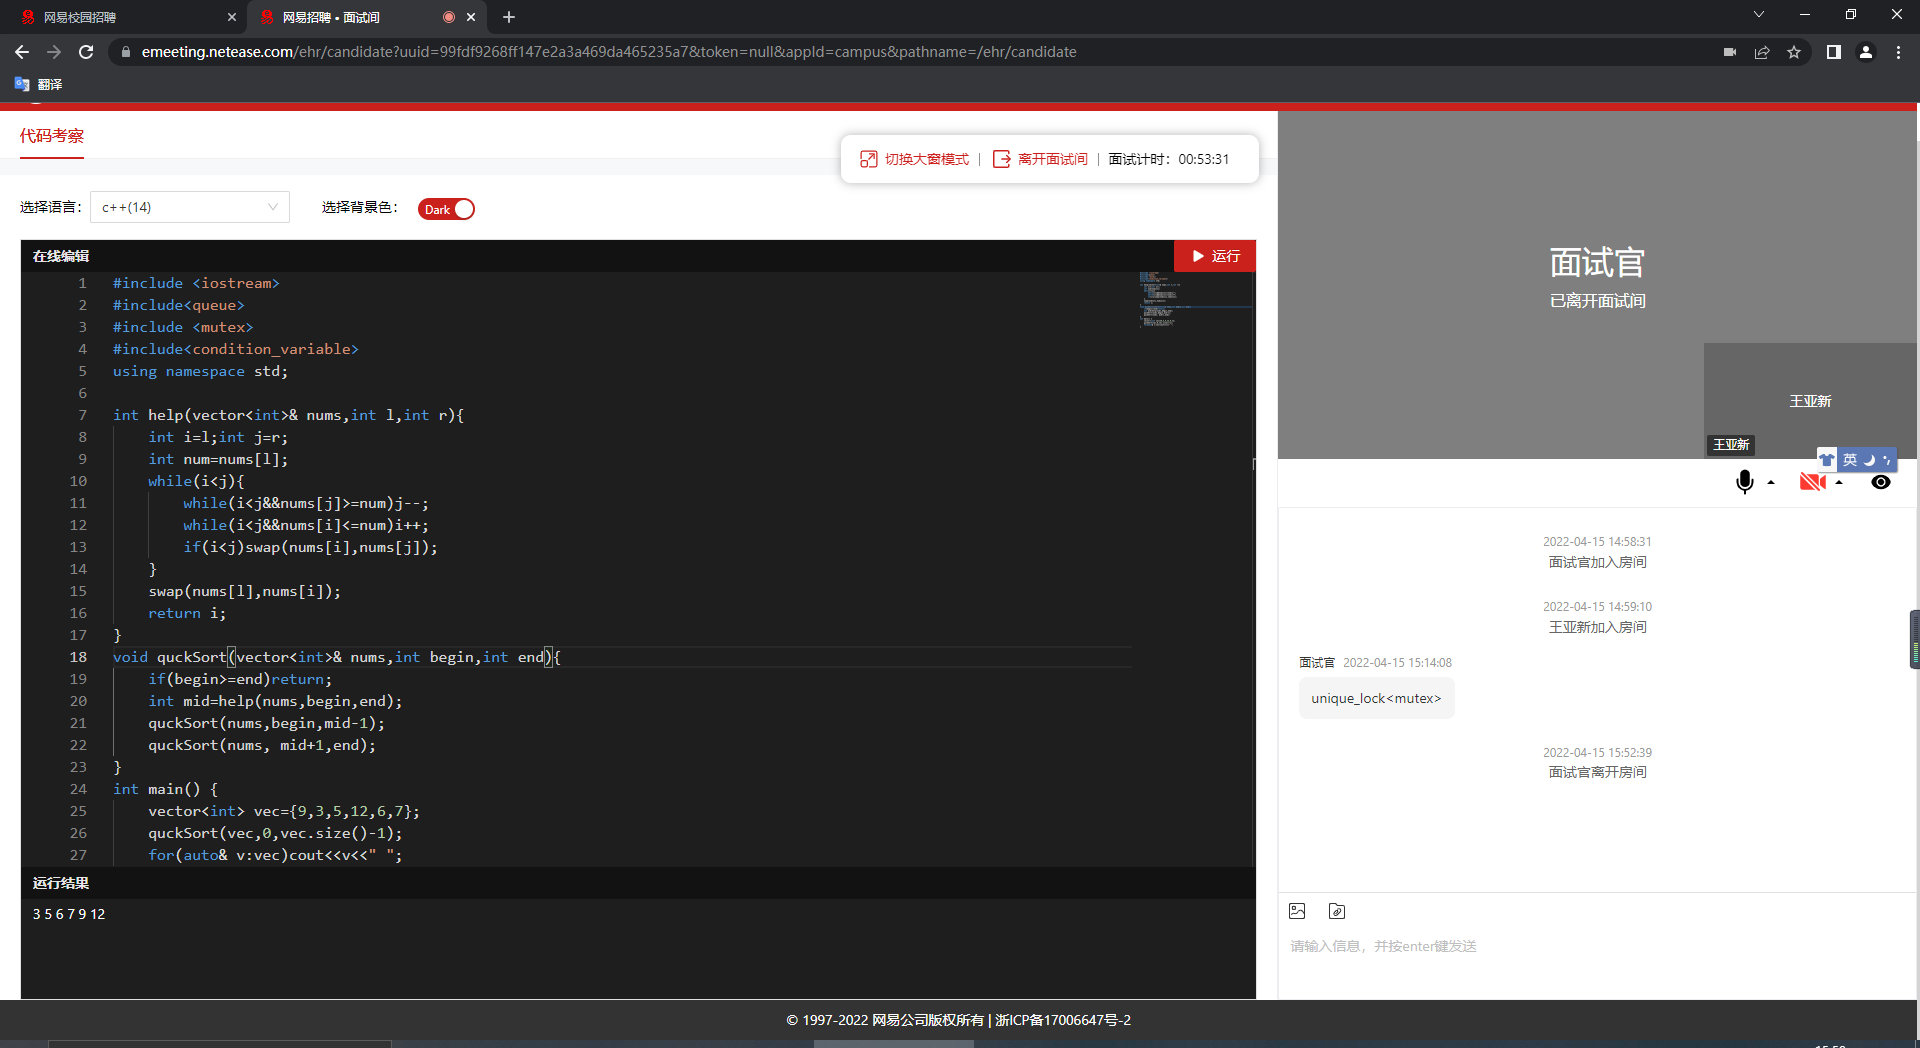 网易校园招聘
网易招聘 • 面试间
emeeting.netease.com/ehr/candidate?uuid=99fdf9268ff147e2a3a469da465235a7&token=null&appId=campus&pathname=/ehr/candidate
翻译
代码考察
切换大窗模式 | 离开面试间 | 面试计时：00:53:31
选择语言： c++(14) 选择背景色： Dark
在线编辑 运行
1 #include <iostream>
2 #include<queue>
3 #include <mutex>
4 #include<condition_variable>
5 using namespace std;
6
7 int help(vector<int>& nums,int l,int r){
8 int i=l;int j=r;
9 int num=nums[l];
10 while(i<j){
11 while(i<j&&nums[j]>=num)j--;
12 while(i<j&&nums[i]<=num)i++;
13 if(i<j)swap(nums[i],nums[j]);
14 }
15 swap(nums[l],nums[i]);
16 return i;
17 }
18 void quckSort(vector<int>& nums,int begin,int end){
19 if(begin>=end)return;
20 int mid=help(nums,begin,end);
21 quckSort(nums,begin,mid-1);
22 quckSort(nums, mid+1,end);
23 }
24 int main() {
25 vector<int> vec={9,3,5,12,6,7};
26 quckSort(vec,0,vec.size()-1);
27 for(auto& v:vec)cout<<v<<" ";
运行结果
3 5 6 7 9 12
面试官
已离开面试间
王亚新
王亚新
英
2022-04-15 14:58:31
面试官加入房间
2022-04-15 14:59:10
王亚新加入房间
面试官 2022-04-15 15:14:08
unique_lock<mutex>
2022-04-15 15:52:39
面试官离开房间
请输入信息，并按enter键发送
© 1997-2022 网易公司版权所有 | 浙ICP备17006647号-2